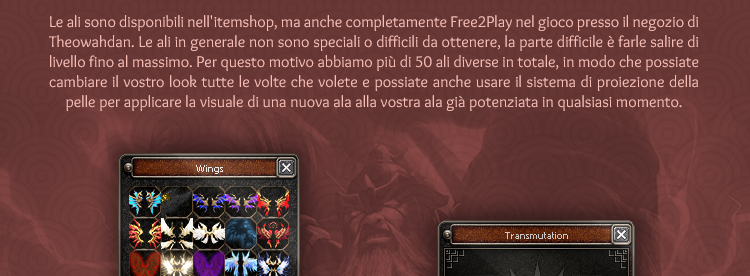 Le ali sono disponibili nell'itemshop, ma anche completamente Free2Play nel gioco presso il negozio di
Theowahdan. Le ali in generale non sono speciali o difficili da ottenere, la parte difficile è farle salire di
livello fino al massimo. Per questo motivo abbiamo più di 50 ali diverse in totale, in modo che possiate
cambiare il vostro look tutte le volte che volete e possiate anche usare il sistema di proiezione della
pelle per applicare la visuale di una nuova ala alla vostra ala già potenziata in qualsiasi momento.
Wings
Transmutation